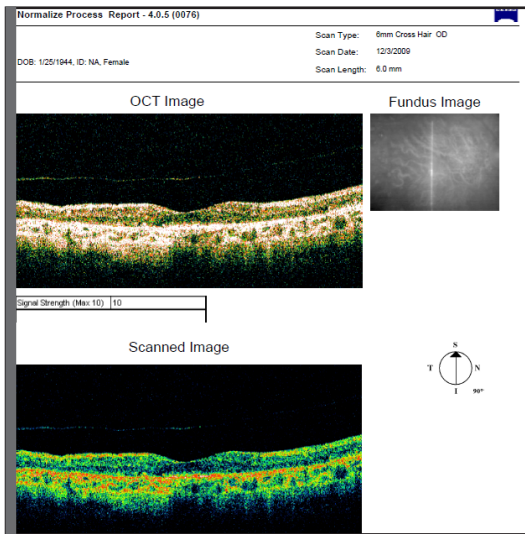 Normalize Process Report - 4.0.5 (0076)
Scan Type: 6mm Cross Hair OD
Scan Date: 12/3/2009
DOB: 1/25/1944, ID: NA, Female
Scan Length: 6.0 mm
OCT Image
Fundus Image
Signal Strength (Max 10) 10
Scanned Image
S
T N
I 90°